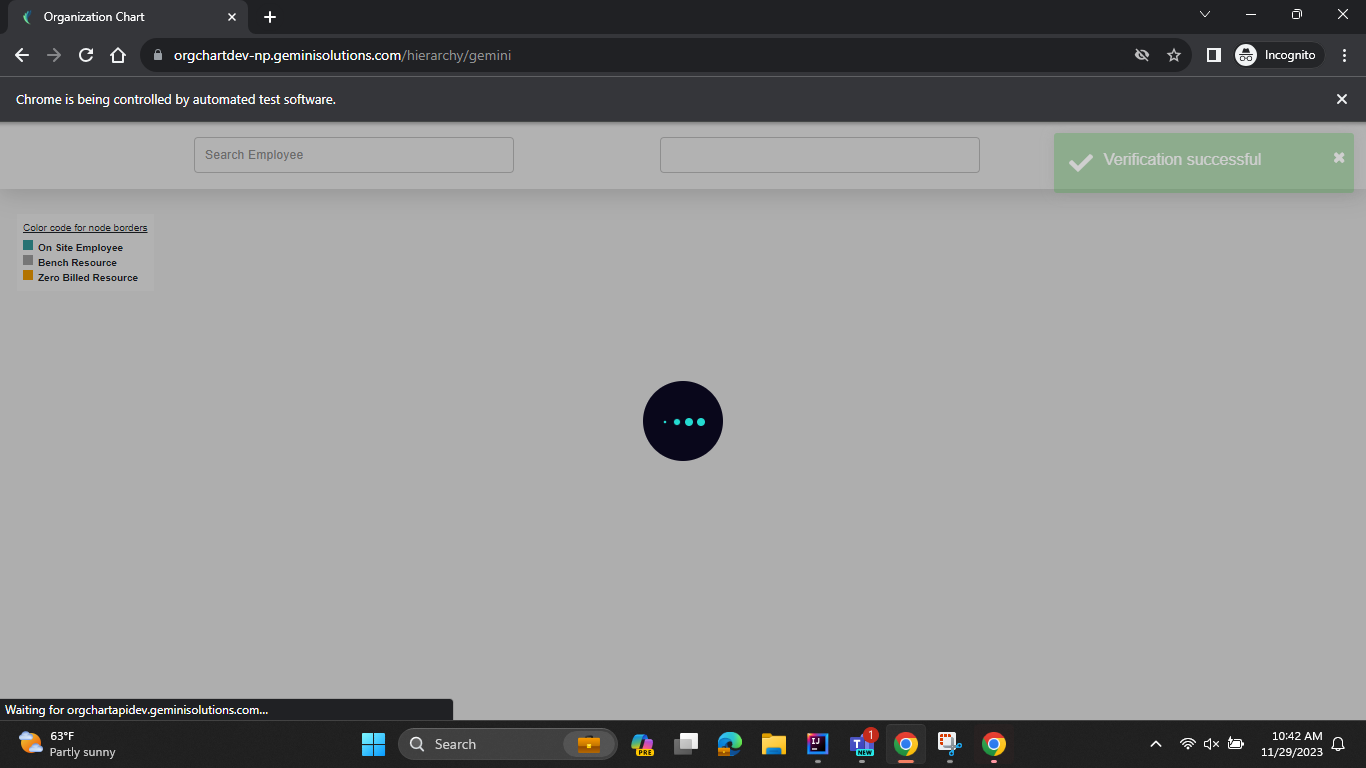 Organization Chart
orgchartdev-np.geminisolutions.com/hierarchy/gemini
Incognito
Chrome is being controlled by automated test software.
Search Employee
Verification successful
Color code for node borders
On Site Employee
Bench Resource
Zero Billed Resource
Waiting for orgchartapidev.geminisolutions.com...
63°F
Partly sunny
Search
PRE
IJ
T
NEW
1
10:42 AM
11/29/2023